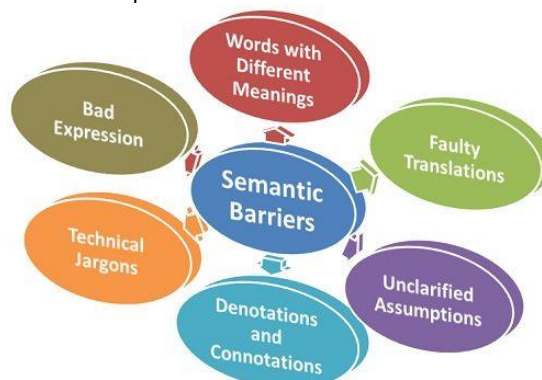 Words with
Different
Meanings
Bad
Expression
Faulty
Translations
Semantic
Barriers
Technical
Jargons
Unclarified
Assumptions
Denotations
and
Connotations